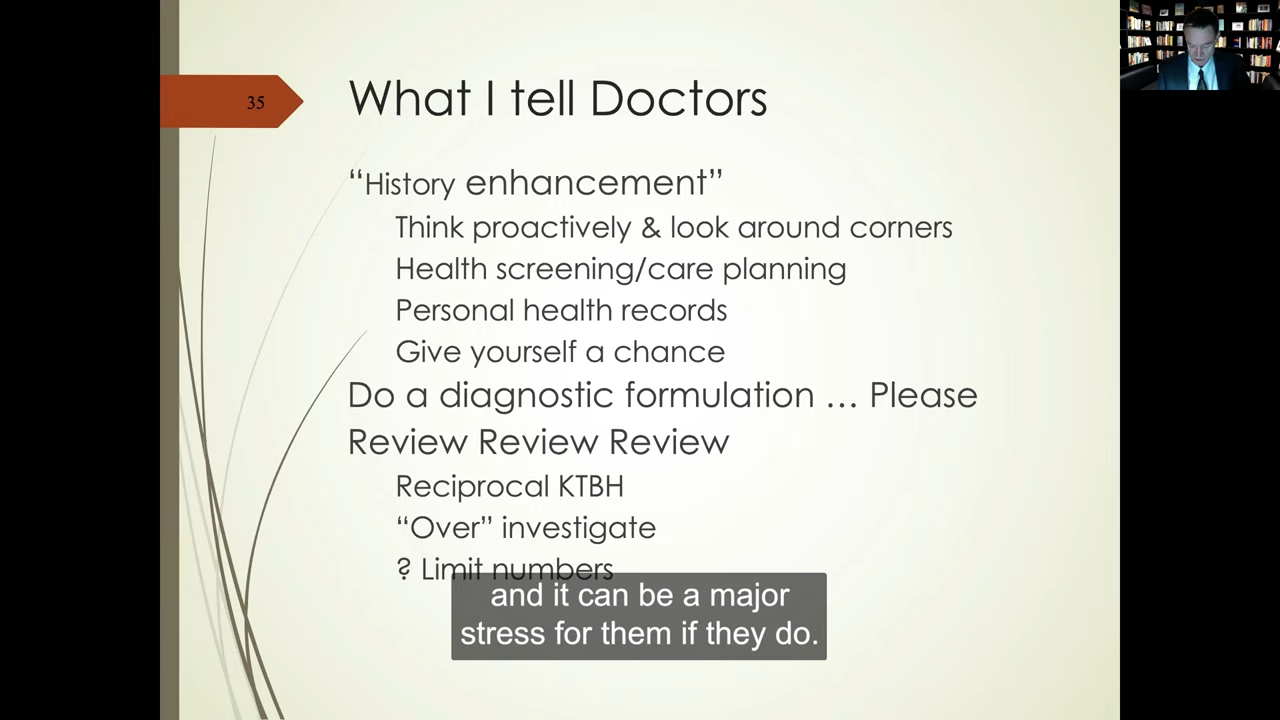 35
What I tell Doctors
“History enhancement”
Think proactively & look around corners
Health screening/care planning
Personal health records
Give yourself a chance
Do a diagnostic formulation … Please
Review Review Review
Reciprocal KTBH
“Over” investigate
? Limit numbers
and it can be a major
stress for them if they do.